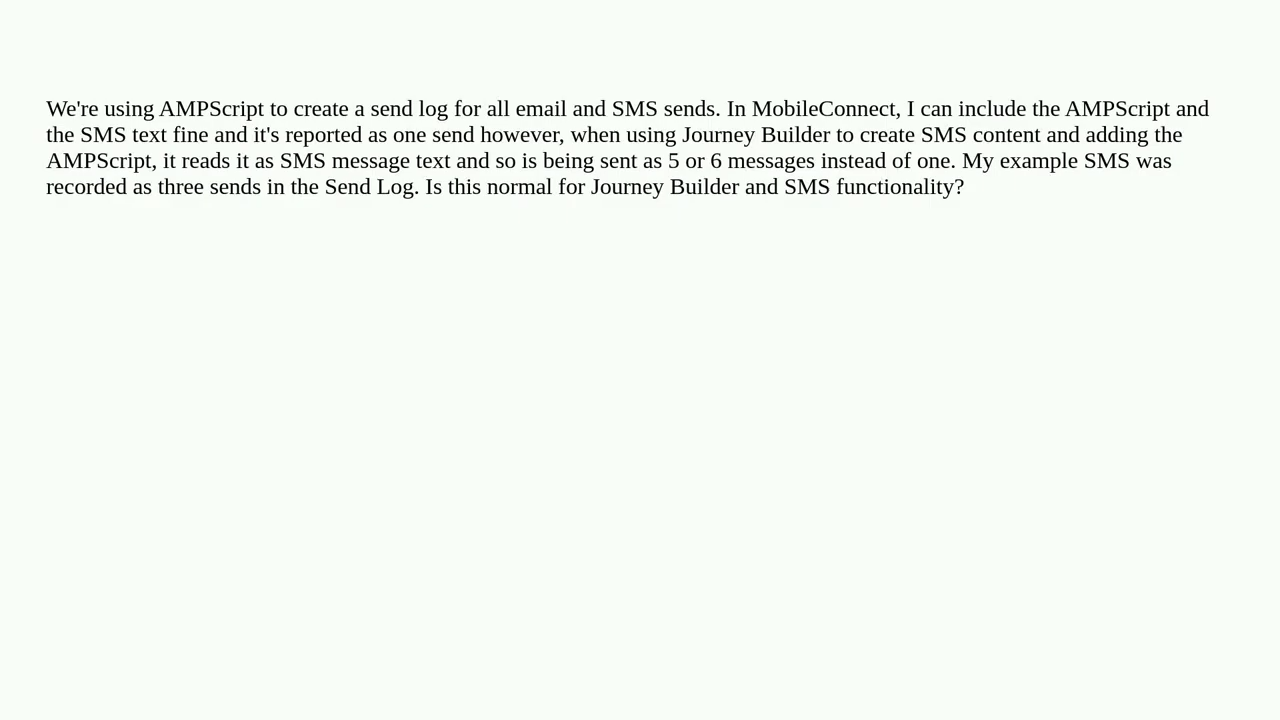 We're using AMPScript to create a send log for all email and SMS sends. In MobileConnect, I can include the AMPScript and
the SMS text fine and it's reported as one send however, when using Journey Builder to create SMS content and adding the
AMPScript, it reads it as SMS message text and so is being sent as 5 or 6 messages instead of one. My example SMS was
recorded as three sends in the Send Log. Is this normal for Journey Builder and SMS functionality?